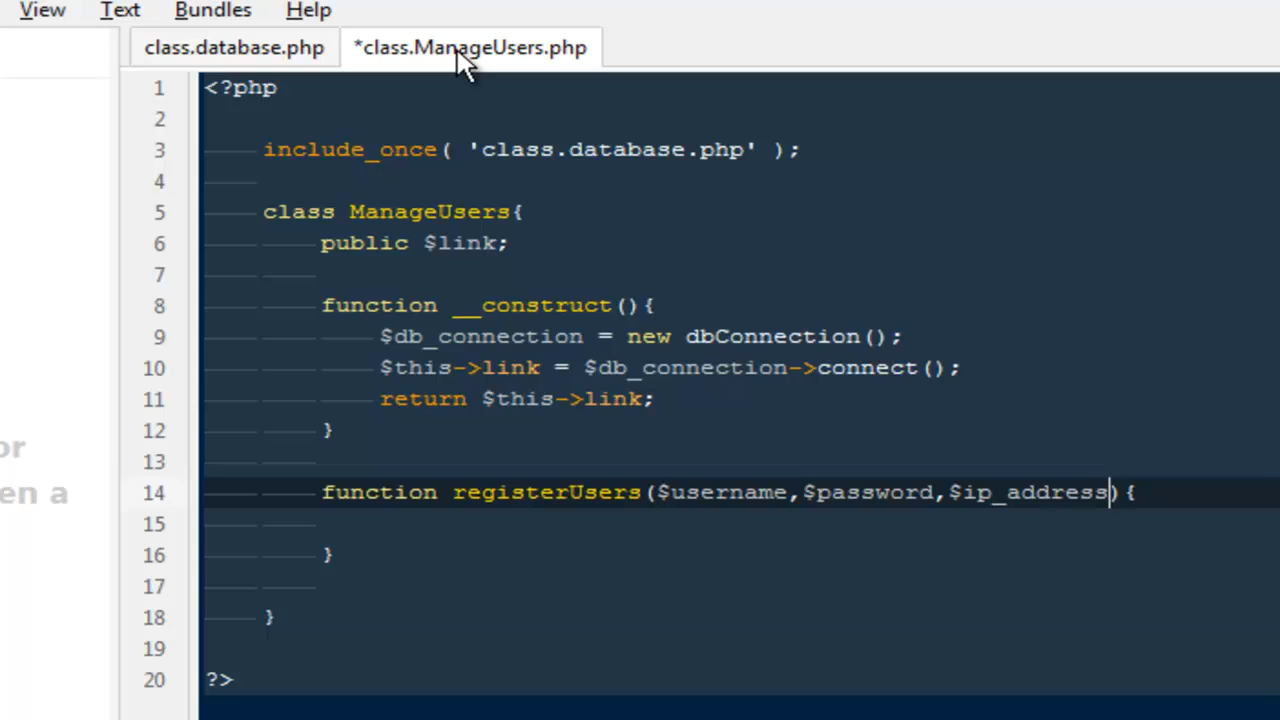 View Text Bundles Help
class.database.php *class.ManageUsers.php
1 <?php
2
3 include_once( 'class.database.php' );
4
5 class ManageUsers{
6 public $link;
7
8 function __construct(){
9 $db_connection = new dbConnection();
10 $this->link = $db_connection->connect();
11 return $this->link;
12 }
13
14 function registerUsers($username,$password,$ip_address){
15
16 }
17
18 }
19
20 ?>
or
en a